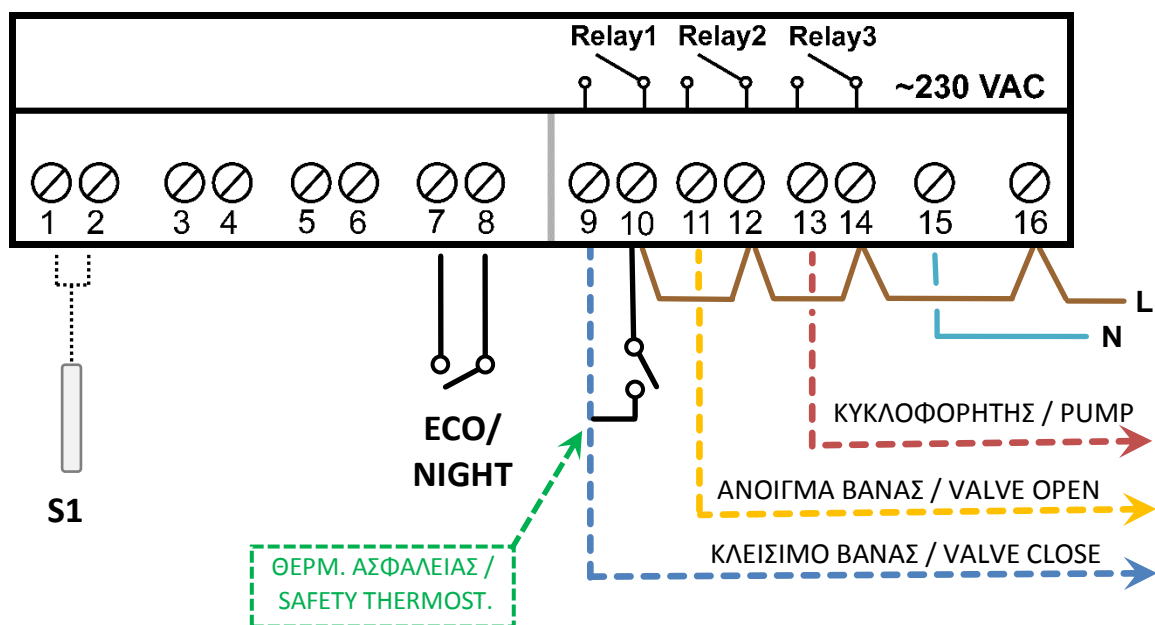 Relay1 Relay2 Relay3
~230 VAC
1 2 3 4 5 6 7 8 9 10 11 12 13 14 15 16
L
N
ΚΥΚΛΟΦΟΡΗΤΗΣ / PUMP
ECO/
NIGHT
ΑΝΟΙΓΜΑ ΒΑΝΑΣ / VALVE OPEN
S1
ΚΛΕΙΣΙΜΟ ΒΑΝΑΣ / VALVE CLOSE
ΘΕΡΜ. ΑΣΦΑΛΕΙΑΣ /
SAFETY THERMOST.